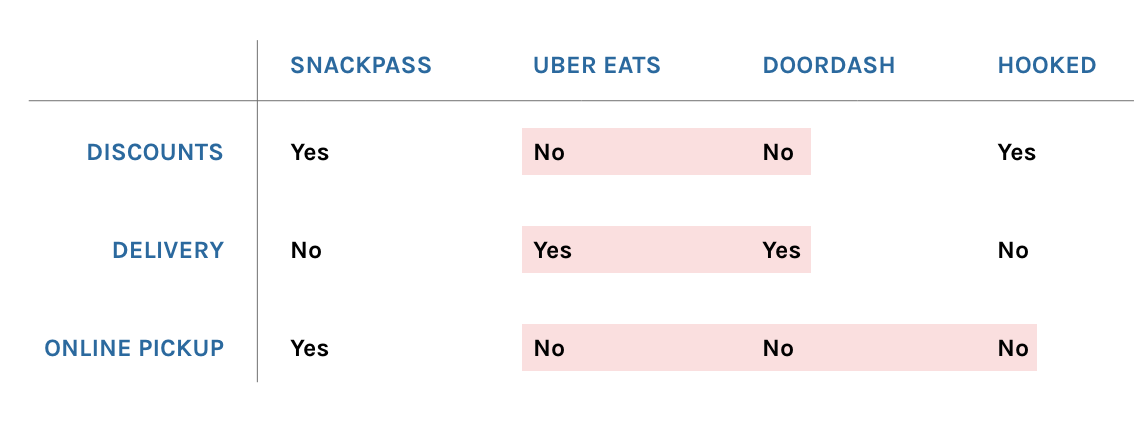 SNACKPASS UBER EATS DOORDASH HOOKED
DISCOUNTS Yes No No Yes
DELIVERY No Yes Yes No
ONLINE PICKUP Yes No No No